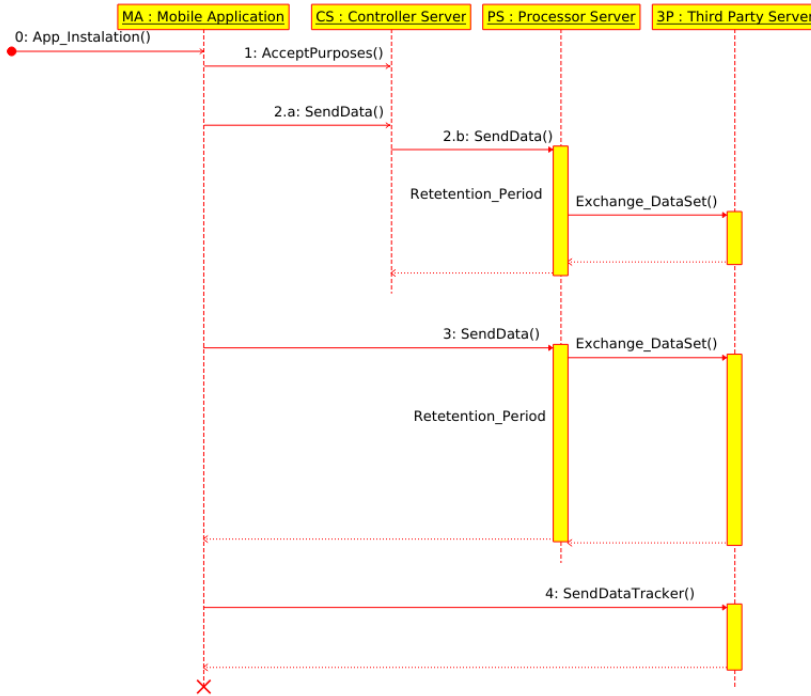 MA : Mobile Application
CS : Controller Server
PS : Processor Server
3P : Third Party Server
0: App_Instalation()
1: AcceptPurposes()
2.a: SendData()
2.b: SendData()
Retetention_Period
Exchange_DataSet()
3: SendData()
Exchange_DataSet()
Retetention_Period
4: SendDataTracker()